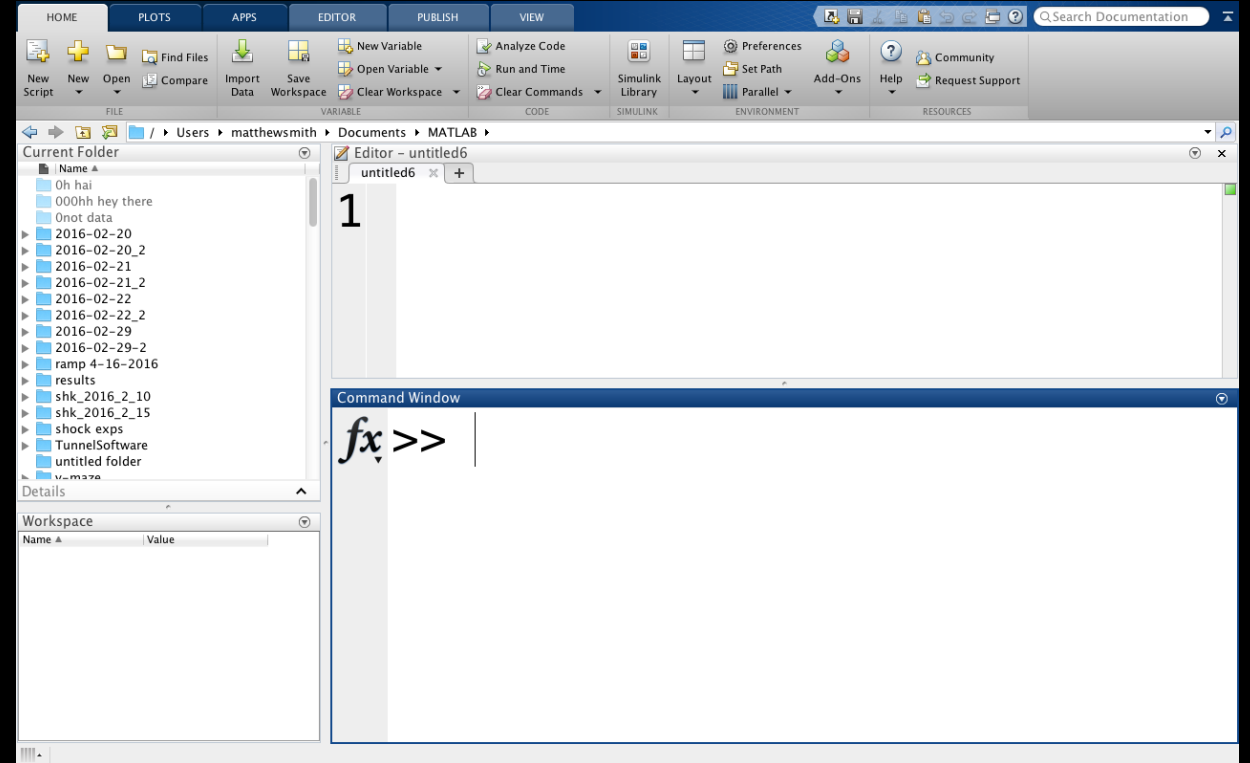 HOME PLOTS APPS EDITOR PUBLISH VIEW Search Documentation
New Script New Open Find Files Compare Import Data Save Workspace New Variable Open Variable Clear Workspace Analyze Code Run and Time Clear Commands Simulink Library Layout Preferences Set Path Parallel Add-Ons Help Community Request Support
FILE VARIABLE CODE SIMULINK ENVIRONMENT RESOURCES
/ Users matthewsmith Documents MATLAB
Current Folder
Name
0h hai
000hh hey there
0not data
2016-02-20
2016-02-20_2
2016-02-21
2016-02-21_2
2016-02-22
2016-02-22_2
2016-02-29
2016-02-29-2
ramp 4-16-2016
results
shk_2016_2_10
shk_2016_2_15
shock exps
TunnelSoftware
untitled folder
Details
Workspace
Name Value
Editor - untitled6
untitled6 +
1
Command Window
fx >>